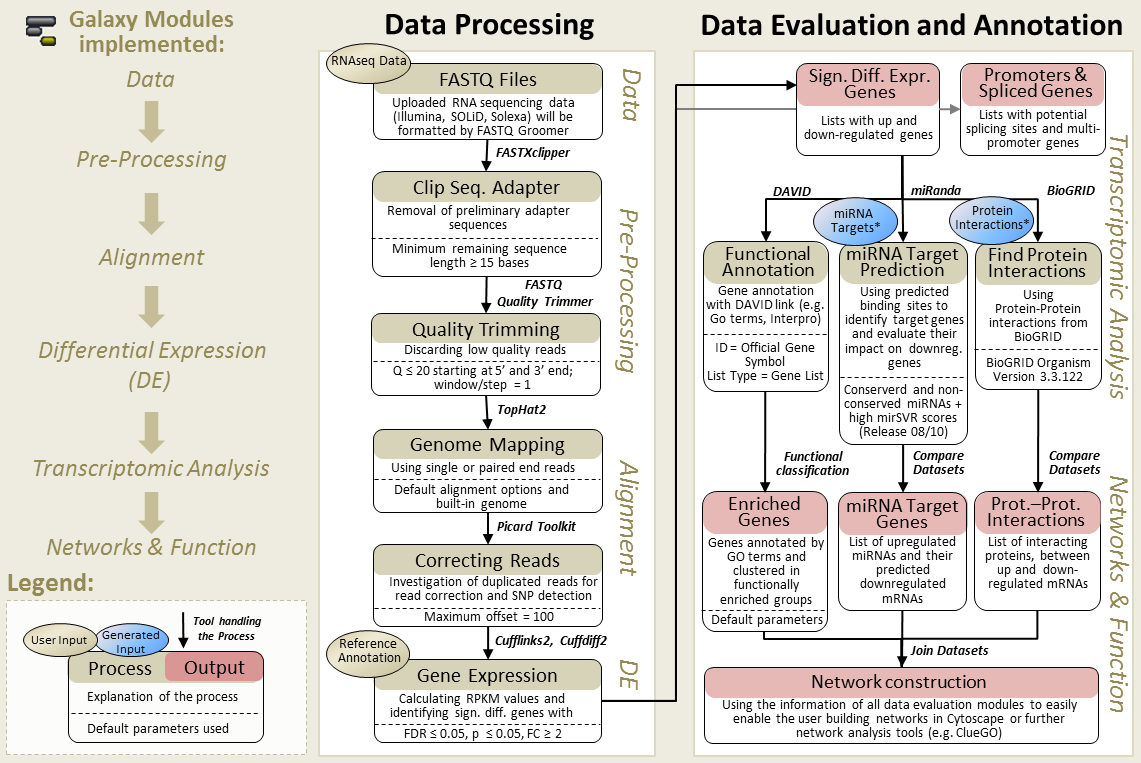 Galaxy Modules
implemented:
Data
Pre-Processing
Alignment
Differential Expression
(DE)
Transcriptomic Analysis
Networks & Function
Legend:
User Input
Generated
Input
Tool handling
the Process
Process
Output
Explanation of the process
Default parameters used
Data Processing
RNAseq Data
FASTQ Files
Uploaded RNA sequencing data
(Illumina, SOLiD, Solexa) will be
formatted by FASTQ Groomer
Data
FASTXclipper
Clip Seq. Adapter
Removal of preliminary adapter
sequences
Minimum remaining sequence
length ≥ 15 bases
Pre-Processing
FASTQ
Quality Trimmer
Quality Trimming
Discarding low quality reads
Q ≤ 20 starting at 5’ and 3’ end;
window/step = 1
TopHat2
Genome Mapping
Using single or paired end reads
Default alignment options and
built-in genome
Alignment
Picard Toolkit
Correcting Reads
Investigation of duplicated reads for
read correction and SNP detection
Maximum offset = 100
Cufflinks2, Cuffdiff2
Reference
Annotation
Gene Expression
Calculating RPKM values and
identifying sign. diff. genes with
FDR ≤ 0.05, p ≤ 0.05, FC ≥ 2
DE
Data Evaluation and Annotation
Sign. Diff. Expr.
Genes
Lists with up and
down-regulated genes
Promoters &
Spliced Genes
Lists with potential
splicing sites and multi-
promoter genes
Transcriptomic Analysis
DAVID
miRanda
BioGRID
miRNA
Targets*
Protein
Interactions*
Functional
Annotation
Gene annotation
with DAVID link (e.g.
Go terms, Interpro)
ID = Official Gene
Symbol
List Type = Gene List
miRNA Target
Prediction
Using predicted
binding sites to
identify target genes
and evaluate their
impact on downreg.
genes
Conserverd and non-
conserved miRNAs +
high mirSVR scores
(Release 08/10)
Find Protein
Interactions
Using
Protein-Protein
interactions from
BioGRID
BioGRID Organism
Version 3.3.122
Functional
classification
Compare
Datasets
Compare
Datasets
Enriched
Genes
Genes annotated by
GO terms and
clustered in
functionally
enriched groups
Default parameters
miRNA Target
Genes
List of upregulated
miRNAs and their
predicted
downregulated
mRNAs
Prot.–Prot.
Interactions
List of interacting
proteins, between
up and down-
regulated mRNAs
Networks & Function
Join Datasets
Network construction
Using the information of all data evaluation modules to easily
enable the user building networks in Cytoscape or further
network analysis tools (e.g. ClueGO)